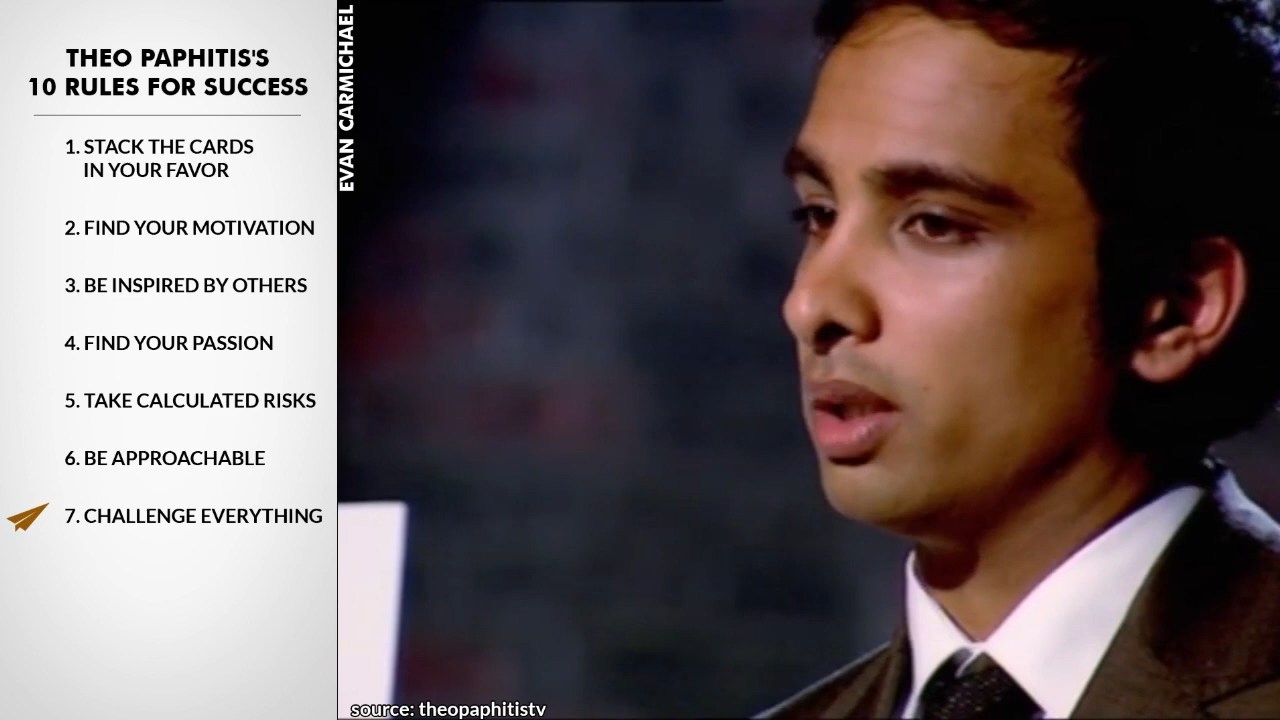 THEO PAPHITIS'S
10 RULES FOR SUCCESS
1. STACK THE CARDS
IN YOUR FAVOR
2. FIND YOUR MOTIVATION
3. BE INSPIRED BY OTHERS
4. FIND YOUR PASSION
5. TAKE CALCULATED RISKS
6. BE APPROACHABLE
7. CHALLENGE EVERYTHING
EVAN CARMICHAEL
source: theopaphitistv